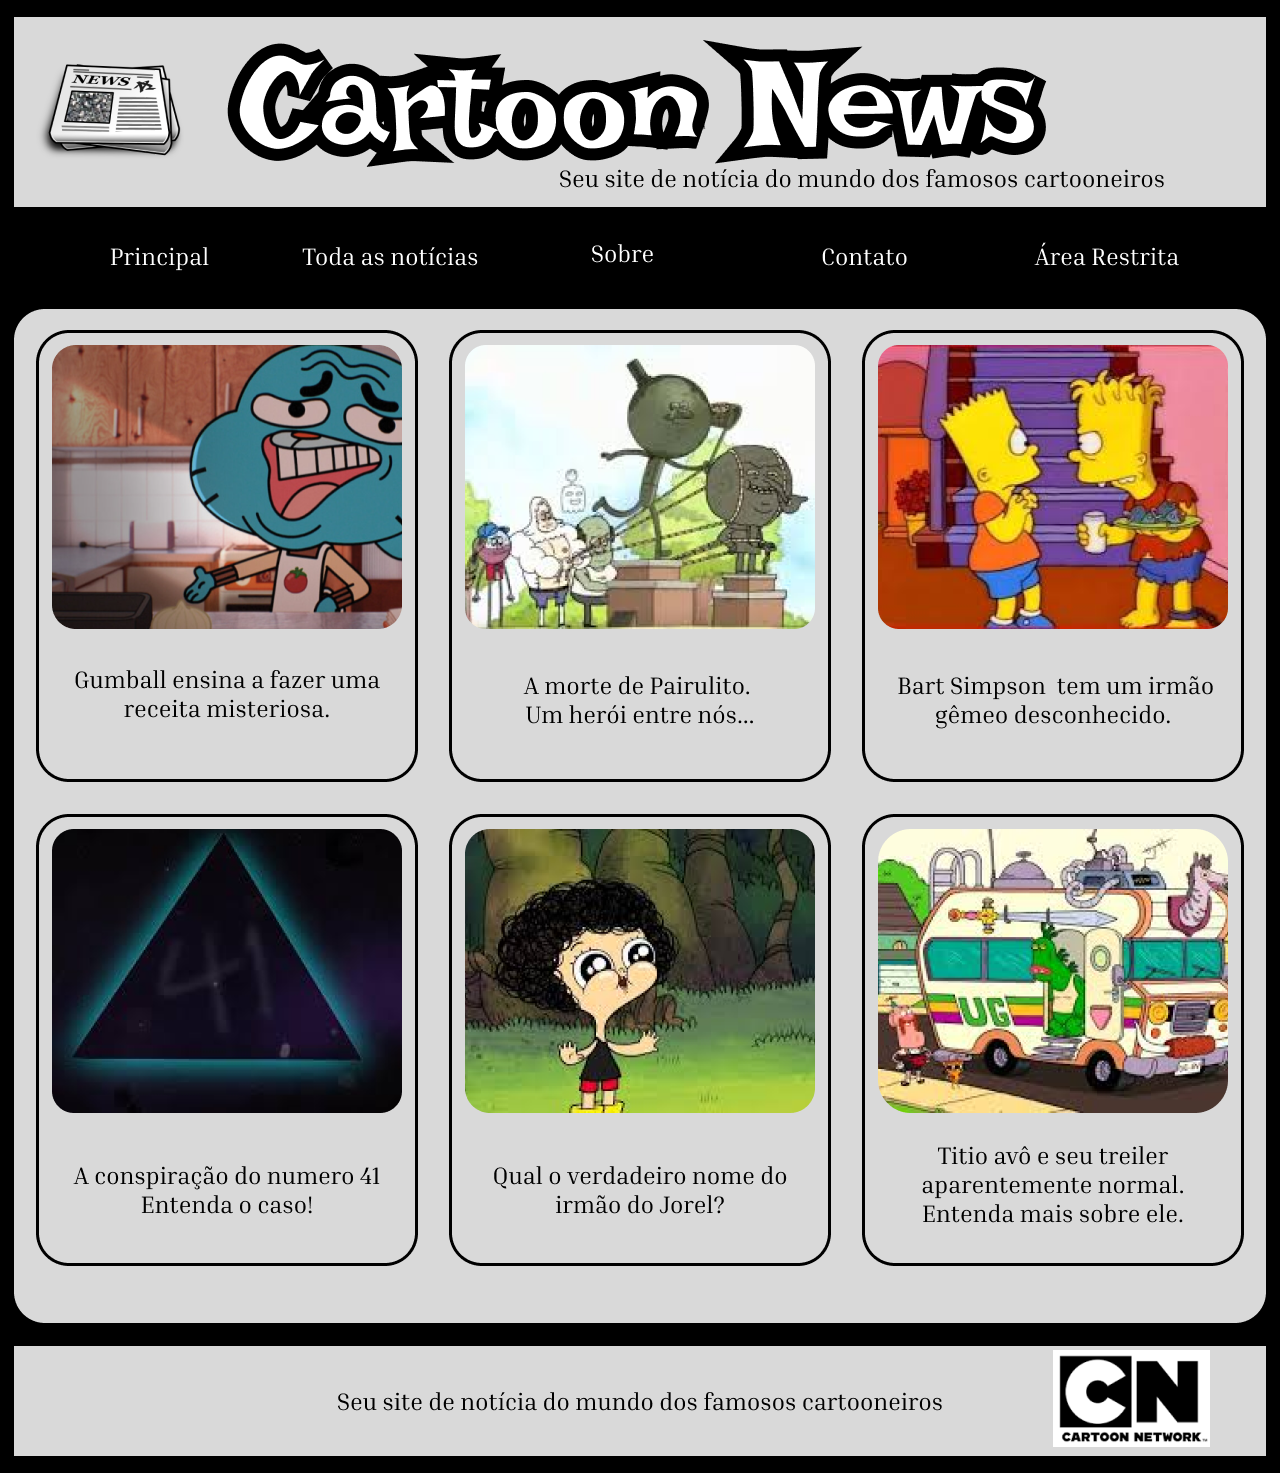 NEWS
Cartoon News
Seu site de notícia do mundo dos famosos cartooneiros
Principal
Toda as notícias
Sobre
Contato
Área Restrita
Gumball ensina a fazer uma
receita misteriosa.
A morte de Pairulito.
Um herói entre nós...
Bart Simpson  tem um irmão
gêmeo desconhecido.
41
UG
A conspiração do numero 41
Entenda o caso!
Qual o verdadeiro nome do
irmão do Jorel?
Titio avô e seu treiler
aparentemente normal.
Entenda mais sobre ele.
Seu site de notícia do mundo dos famosos cartooneiros
CN
CARTOON NETWORK